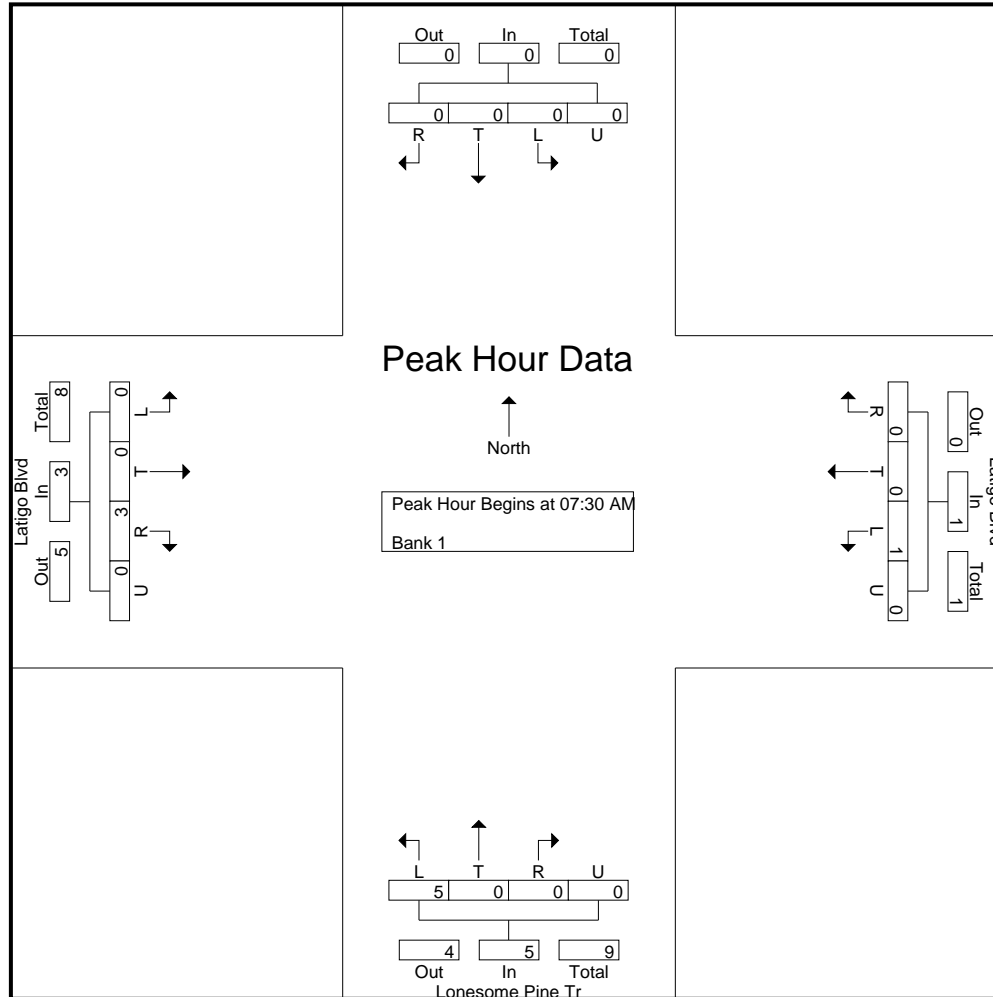 Out In Total
0 0 0
0 0 0 0
R T L U
Peak Hour Data
North
Peak Hour Begins at 07:30 AM
Bank 1
Latigo Blvd
Out In Total
5 3 8
0 0 3 0
L T R U
Out In Total
0 1 1
0 0 1 0
R T L U
Latigo Blvd
L T R U
5 0 0 0
4 5 9
Out In Total
Lonesome Pine Tr